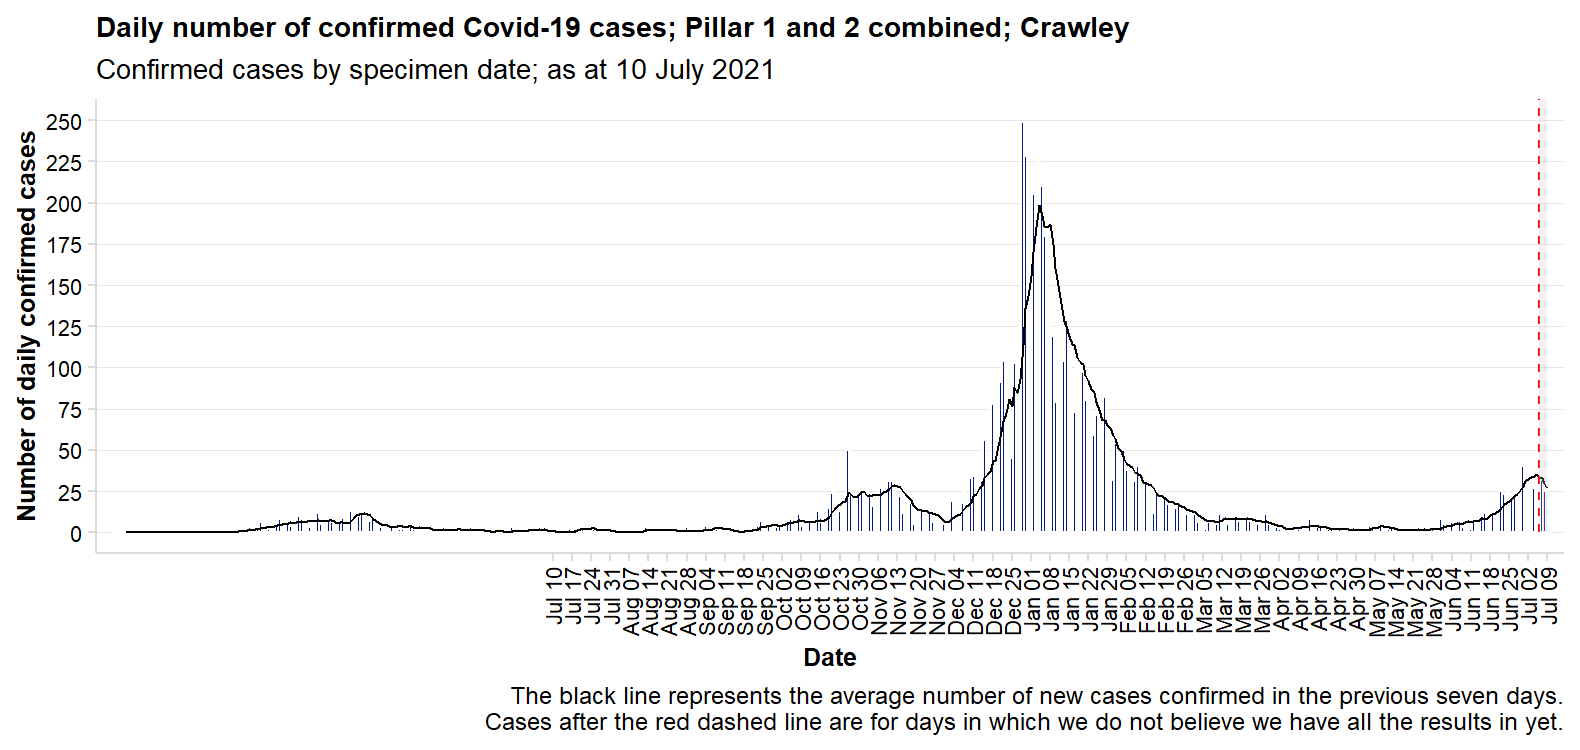 Daily number of confirmed Covid-19 cases; Pillar 1 and 2 combined; Crawley
Confirmed cases by specimen date; as at 10 July 2021
Number of daily confirmed cases
250
225
200
175
150
125
100
75
50
25
0
Jul 10
Jul 17
Jul 24
Jul 31
Aug 07
Aug 14
Aug 21
Aug 28
Sep 04
Sep 11
Sep 18
Sep 25
Oct 02
Oct 09
Oct 16
Oct 23
Oct 30
Nov 06
Nov 13
Nov 20
Nov 27
Dec 04
Dec 11
Dec 18
Dec 25
Jan 01
Jan 08
Jan 15
Jan 22
Jan 29
Feb 05
Feb 12
Feb 19
Feb 26
Mar 05
Mar 12
Mar 19
Mar 26
Apr 02
Apr 09
Apr 16
Apr 23
Apr 30
May 07
May 14
May 21
May 28
Jun 04
Jun 11
Jun 18
Jun 25
Jul 02
Jul 09
Date
The black line represents the average number of new cases confirmed in the previous seven days.
Cases after the red dashed line are for days in which we do not believe we have all the results in yet.